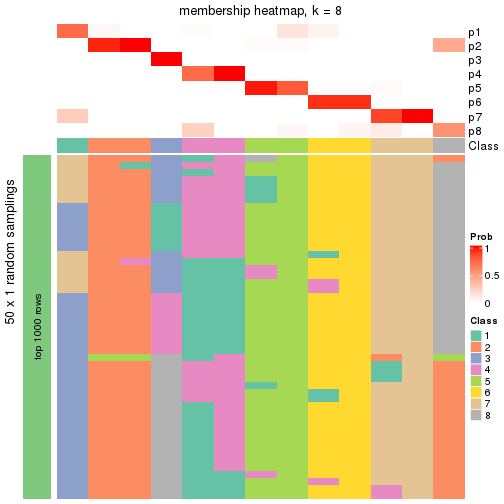 membership heatmap, k = 8
p1
p2
p3
p4
p5
p6
p7
p8
Class
50 x 1 random samplings
top 1000 rows
Prob
1
0.5
0
Class
1
2
3
4
5
6
7
8